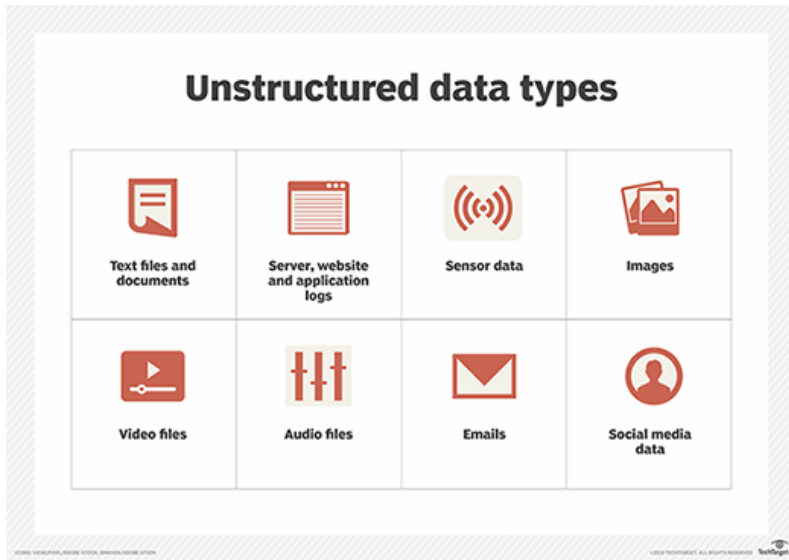 Unstructured data types
Text files and
documents
Server, website
and application
logs
Sensor data
Images
Video files
Audio files
Emails
Social media
data
TechTarget